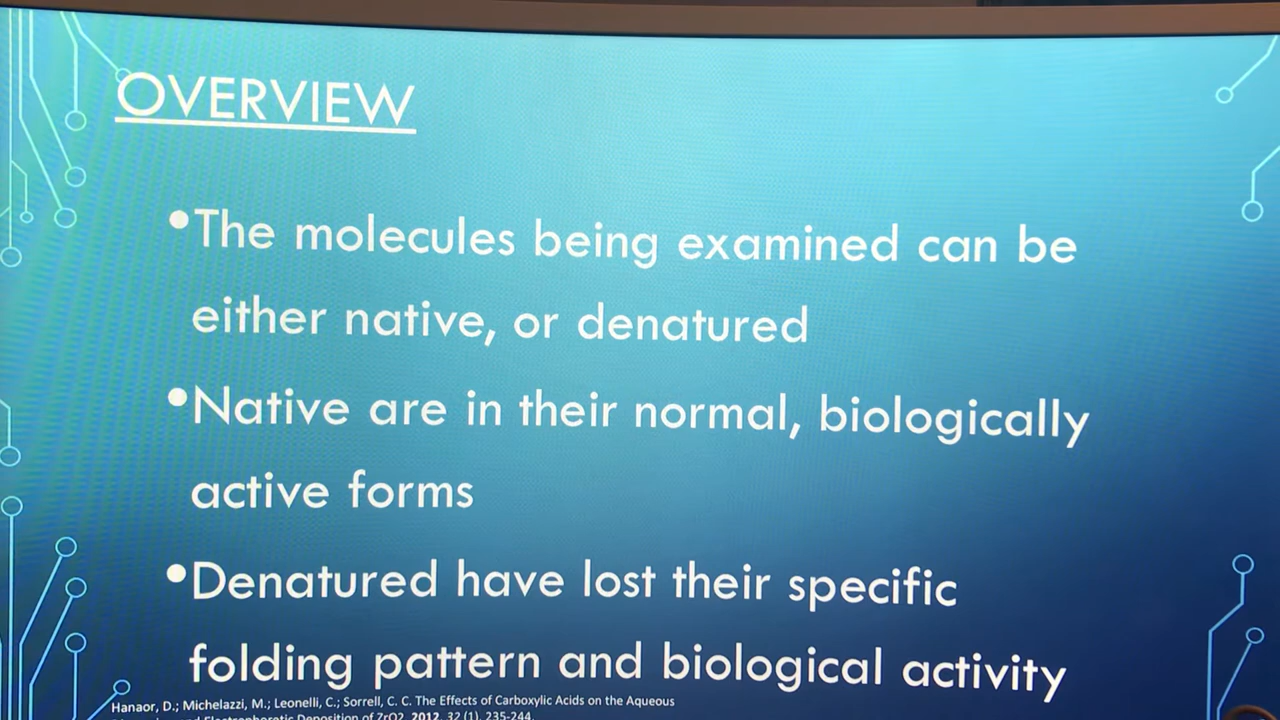 OVERVIEW
•The molecules being examined can be
either native, or denatured
•Native are in their normal, biologically
active forms
•Denatured have lost their specific
folding pattern and biological activity
Hanaor, D.; Michelazzi, M.; Leonelli, C.; Sorrell, C. C. The Effects of Carboxylic Acids on the Aqueous
Electrophoretic Deposition of ZrO2. 2012, 32 (1), 235-244.